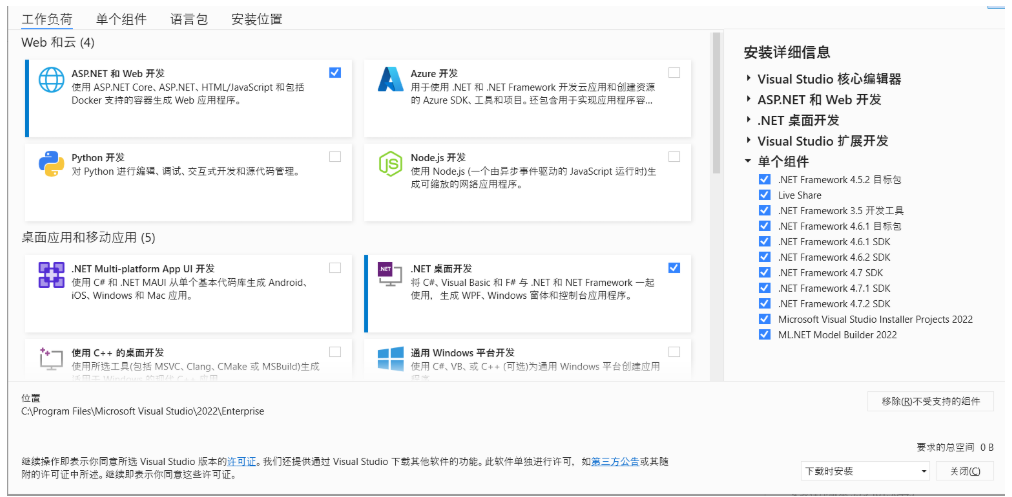 工作负荷 单个组件 语言包 安装位置
Web 和云 (4)
ASP.NET 和 Web 开发
使用 ASP.NET Core、ASP.NET、HTML/JavaScript 和包括
Docker 支持的容器生成 Web 应用程序。
Azure 开发
用于使用 .NET 和 .NET Framework 开发云应用和创建资源
的 Azure SDK、工具和项目。还包含用于实现应用程序容...
Python 开发
对 Python 进行编辑、调试、交互式开发和源代码管理。
Node.js 开发
使用 Node.js (一个由异步事件驱动的 JavaScript 运行时)生
成可缩放的网络应用程序。
桌面应用和移动应用 (5)
.NET Multi-platform App UI 开发
使用 C# 和 .NET MAUI 从单个基本代码库生成 Android、
iOS、Windows 和 Mac 应用。
.NET 桌面开发
将 C#、Visual Basic 和 F# 与 .NET 和 .NET Framework 一起
使用，生成 WPF、Windows 窗体和控制台应用程序。
使用 C++ 的桌面开发
使用所选工具(包括 MSVC、Clang、CMake 或 MSBuild)生成
适用于 Windows 的现代 C++ 应用
通用 Windows 平台开发
使用 C#、VB、或 C++ (可选)为通用 Windows 平台创建应用
程序
安装详细信息
Visual Studio 核心编辑器
ASP.NET 和 Web 开发
.NET 桌面开发
Visual Studio 扩展开发
单个组件
.NET Framework 4.5.2 目标包
Live Share
.NET Framework 3.5 开发工具
.NET Framework 4.6.1 目标包
.NET Framework 4.6.1 SDK
.NET Framework 4.6.2 SDK
.NET Framework 4.7 SDK
.NET Framework 4.7.1 SDK
.NET Framework 4.7.2 SDK
Microsoft Visual Studio Installer Projects 2022
ML.NET Model Builder 2022
位置
C:\Program Files\Microsoft Visual Studio\2022\Enterprise
移除(R)不受支持的组件
要求的总空间 0 B
继续操作即表示你同意所选 Visual Studio 版本的许可证。我们还提供通过 Visual Studio 下载其他软件的功能。此软件单独进行许可，如第三方公告或其随
附的许可证中所述。继续即表示你同意这些许可证。
下载时安装
关闭(C)